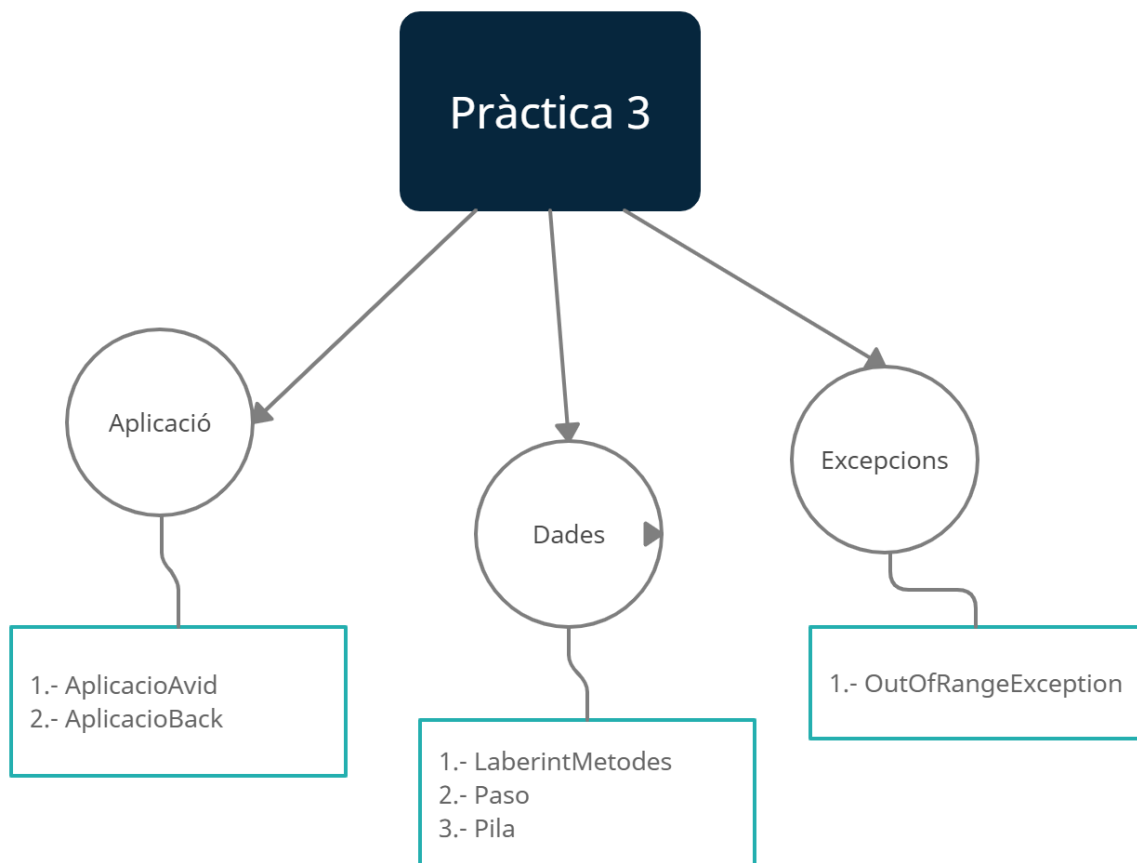 Pràctica 3
Aplicació
1.- AplicacioAvid
2.- AplicacioBack
Dades
1.- LaberintMetodes
2.- Paso
3.- Pila
Excepcions
1.- OutOfRangeException